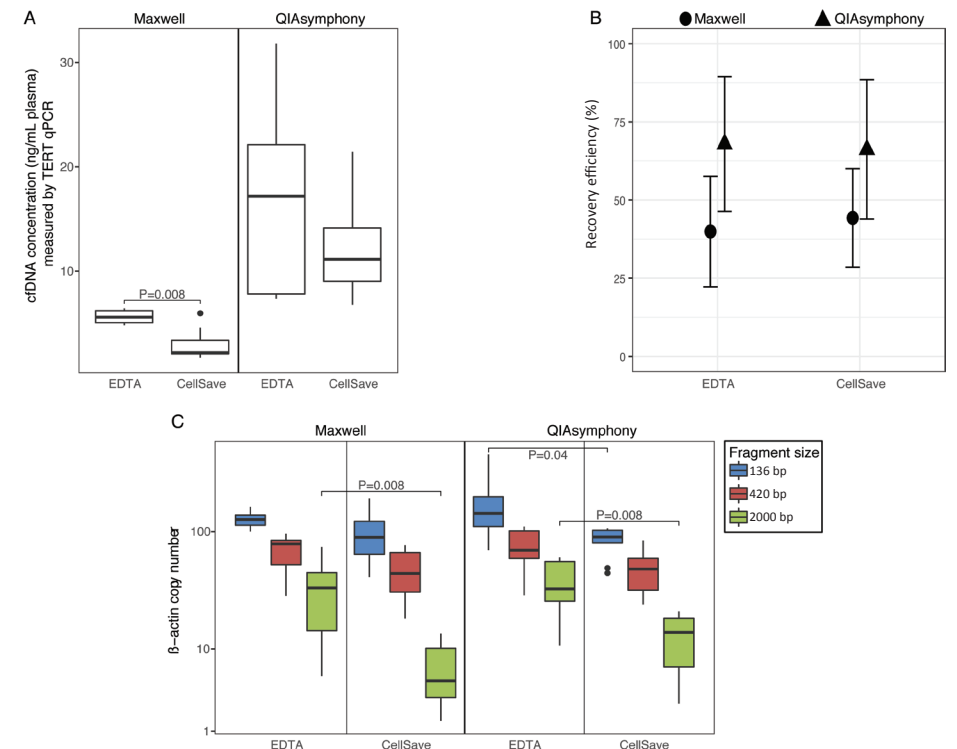 A
Maxwell QIAsymphony
cfDNA concentration (ng/mL plasma)
measured by TERT qPCR
30
20
10
P=0.008
EDTA CellSave EDTA CellSave
B
Maxwell QIAsymphony
Recovery efficiency (%)
100
75
50
25
0
EDTA CellSave
C
Maxwell QIAsymphony
ß−actin copy number
100
10
1
P=0.008
P=0.04
P=0.008
EDTA CellSave EDTA CellSave
Fragment size
136 bp
420 bp
2000 bp